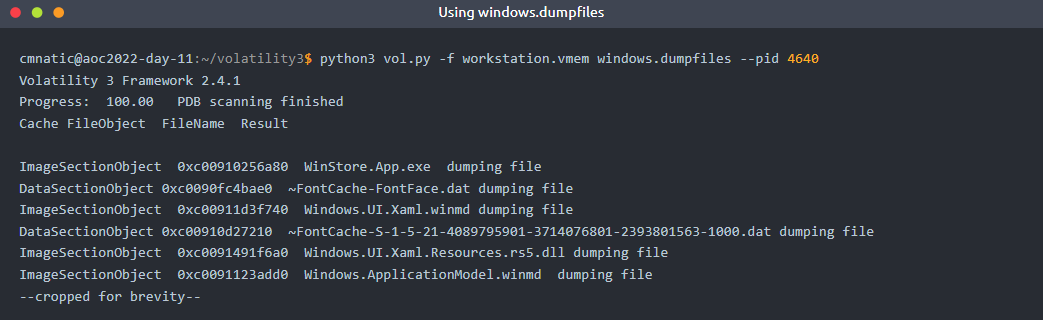 Using windows.dumpfiles
cmnatic@aoc2022-day-11:~/volatility3$ python3 vol.py -f workstation.vmem windows.dumpfiles --pid 4640
Volatility 3 Framework 2.4.1
Progress:  100.00   PDB scanning finished
Cache FileObject  FileName  Result
ImageSectionObject  0xc00910256a80  WinStore.App.exe  dumping file
DataSectionObject 0xc0090fc4bae0  ~FontCache-FontFace.dat dumping file
ImageSectionObject  0xc00911d3f740  Windows.UI.Xaml.winmd dumping file
DataSectionObject 0xc00910d27210  ~FontCache-S-1-5-21-4089795901-3714076801-2393801563-1000.dat dumping file
ImageSectionObject  0xc0091491f6a0  Windows.UI.Xaml.Resources.rs5.dll dumping file
ImageSectionObject  0xc0091123add0  Windows.ApplicationModel.winmd  dumping file
--cropped for brevity--